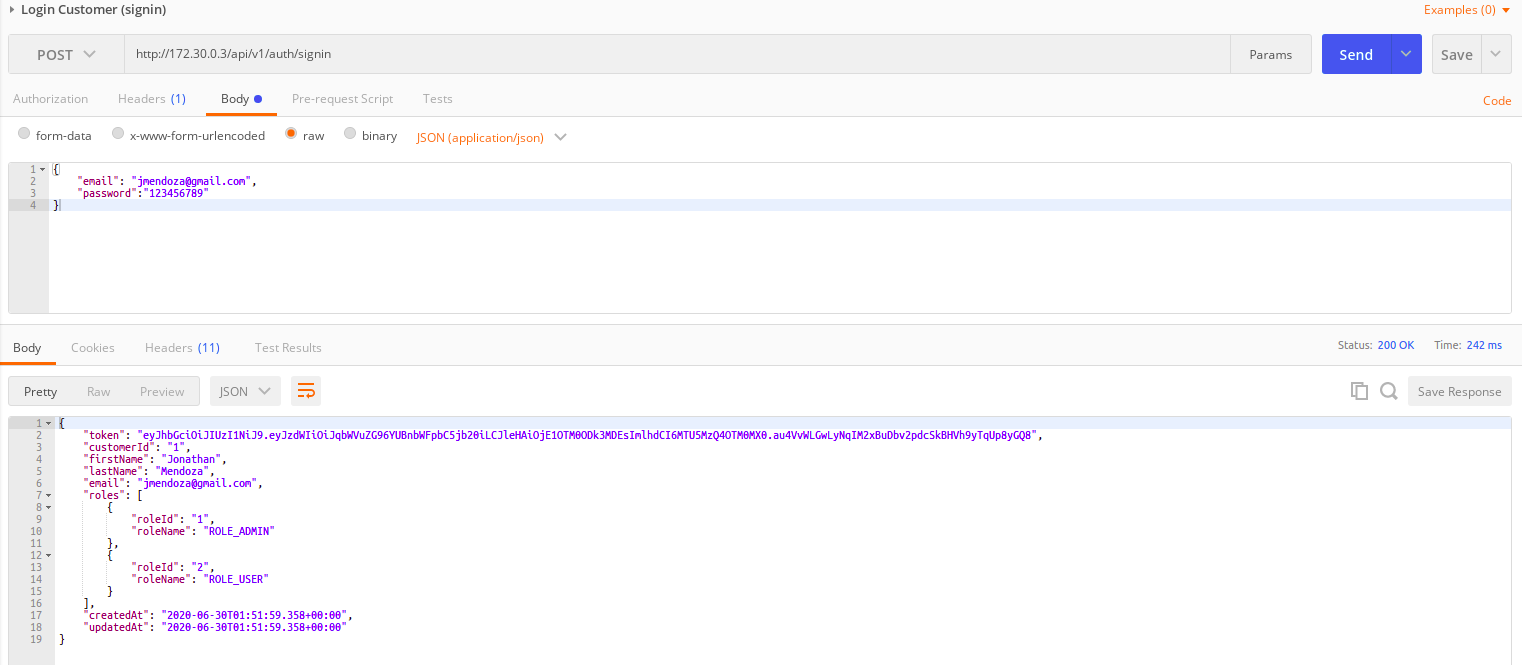 Login Customer (signin)
Examples (0)
POST http://172.30.0.3/api/v1/auth/signin Params Send Save
Authorization Headers (1) Body Pre-request Script Tests Code
form-data x-www-form-urlencoded raw binary JSON (application/json)
1 {
2 "email": "jmendoza@gmail.com",
3 "password":"123456789"
4 }
Body Cookies Headers (11) Test Results Status: 200 OK Time: 242 ms
Pretty Raw Preview JSON Save Response
1 {
2 "token": "eyJhbGciOiJIUzI1NiJ9.eyJzdWIiOiJqbWVuZG96YUBnbWFpbC5jb20iLCJleHAiOjE1OTM0ODk3MDEsImlhdCI6MTU5MzQ4OTM0MX0.au4VvWLGwLyNqIM2xBuDbv2pdcSkBHVh9yTqUp8yGQ8",
3 "customerId": "1",
4 "firstName": "Jonathan",
5 "lastName": "Mendoza",
6 "email": "jmendoza@gmail.com",
7 "roles": [
8 {
9 "roleId": "1",
10 "roleName": "ROLE_ADMIN"
11 },
12 {
13 "roleId": "2",
14 "roleName": "ROLE_USER"
15 }
16 ],
17 "createdAt": "2020-06-30T01:51:59.358+00:00",
18 "updatedAt": "2020-06-30T01:51:59.358+00:00"
19 }